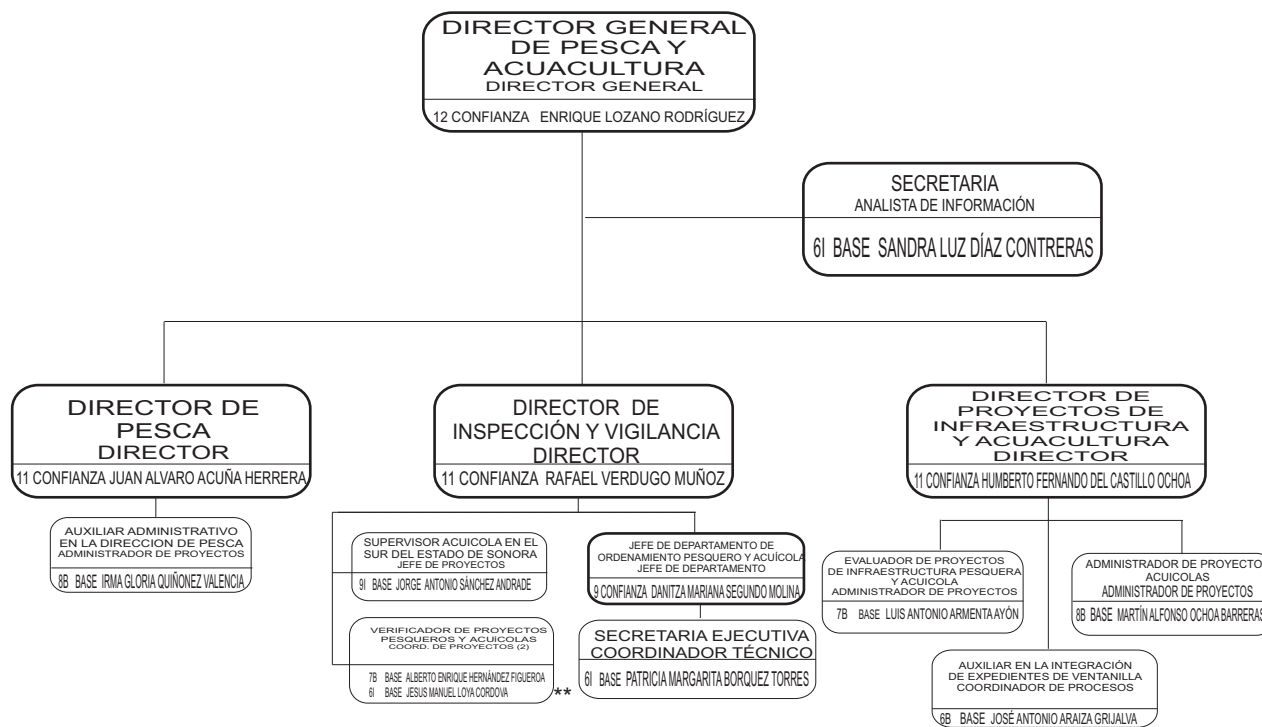 DIRECTOR GENERAL
DE PESCA Y
ACUACULTURA
DIRECTOR GENERAL
12 CONFIANZA ENRIQUE LOZANO RODRÍGUEZ
SECRETARIA
ANALISTA DE INFORMACIÓN
6I BASE SANDRA LUZ DÍAZ CONTRERAS
DIRECTOR DE
PESCA
DIRECTOR
11 CONFIANZA JUAN ALVARO ACUÑA HERRERA
AUXILIAR ADMINISTRATIVO
EN LA DIRECCION DE PESCA
ADMINISTRADOR DE PROYECTOS
8B BASE IRMA GLORIA QUIÑONEZ VALENCIA
DIRECTOR DE
INSPECCIÓN Y VIGILANCIA
DIRECTOR
11 CONFIANZA RAFAEL VERDUGO MUÑOZ
SUPERVISOR ACUICOLA EN EL
SUR DEL ESTADO DE SONORA
JEFE DE PROYECTOS
9I BASE JORGE ANTONIO SÁNCHEZ ANDRADE
VERIFICADOR DE PROYECTOS
PESQUEROS Y ACUÍCOLAS
COORD. DE PROYECTOS (2)
7B BASE ALBERTO ENRIQUE HERNÁNDEZ FIGUEROA
6I BASE JESUS MANUEL LOYA CORDOVA **
JEFE DE DEPARTAMENTO DE
ORDENAMIENTO PESQUERO Y ACUÍCOLA
JEFE DE DEPARTAMENTO
9 CONFIANZA DANITZA MARIANA SEGUNDO MOLINA
SECRETARIA EJECUTIVA
COORDINADOR TÉCNICO
6I BASE PATRICIA MARGARITA BORQUEZ TORRES
DIRECTOR DE
PROYECTOS DE
INFRAESTRUCTURA
Y ACUACULTURA
DIRECTOR
11 CONFIANZA HUMBERTO FERNANDO DEL CASTILLO OCHOA
EVALUADOR DE PROYECTOS
DE INFRAESTRUCTURA PESQUERA
Y ACUICOLA
ADMINISTRADOR DE PROYECTOS
7B BASE LUIS ANTONIO ARMENTA AYÓN
ADMINISTRADOR DE PROYECTO
ACUICOLAS
ADMINISTRADOR DE PROYECTOS
8B BASE MARTÍN ALFONSO OCHOA BARRERAS
AUXILIAR EN LA INTEGRACIÓN
DE EXPEDIENTES DE VENTANILLA
COORDINADOR DE PROCESOS
6B BASE JOSÉ ANTONIO ARAIZA GRIJALVA